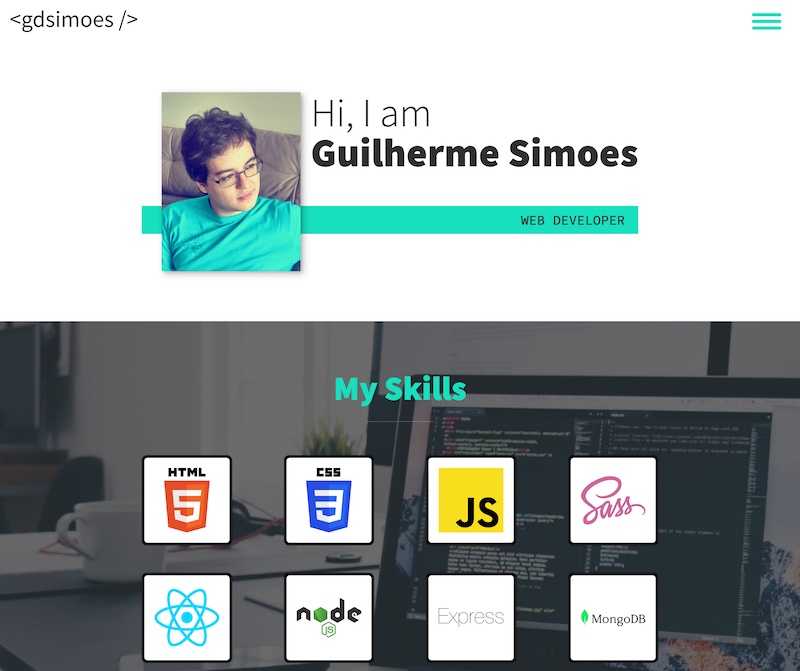 <gdsimoes />
Hi, I am
Guilherme Simoes
WEB DEVELOPER
My Skills
HTML
5
CSS
3
JS
Sass
node
JS
Express
MongoDB